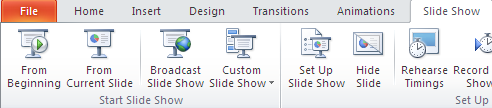 File Home Insert Design Transitions Animations Slide Show
From Beginning
From Current Slide
Broadcast Slide Show
Custom Slide Show
Set Up Slide Show
Hide Slide
Rehearse Timings
Record Show
Start Slide Show
Set Up